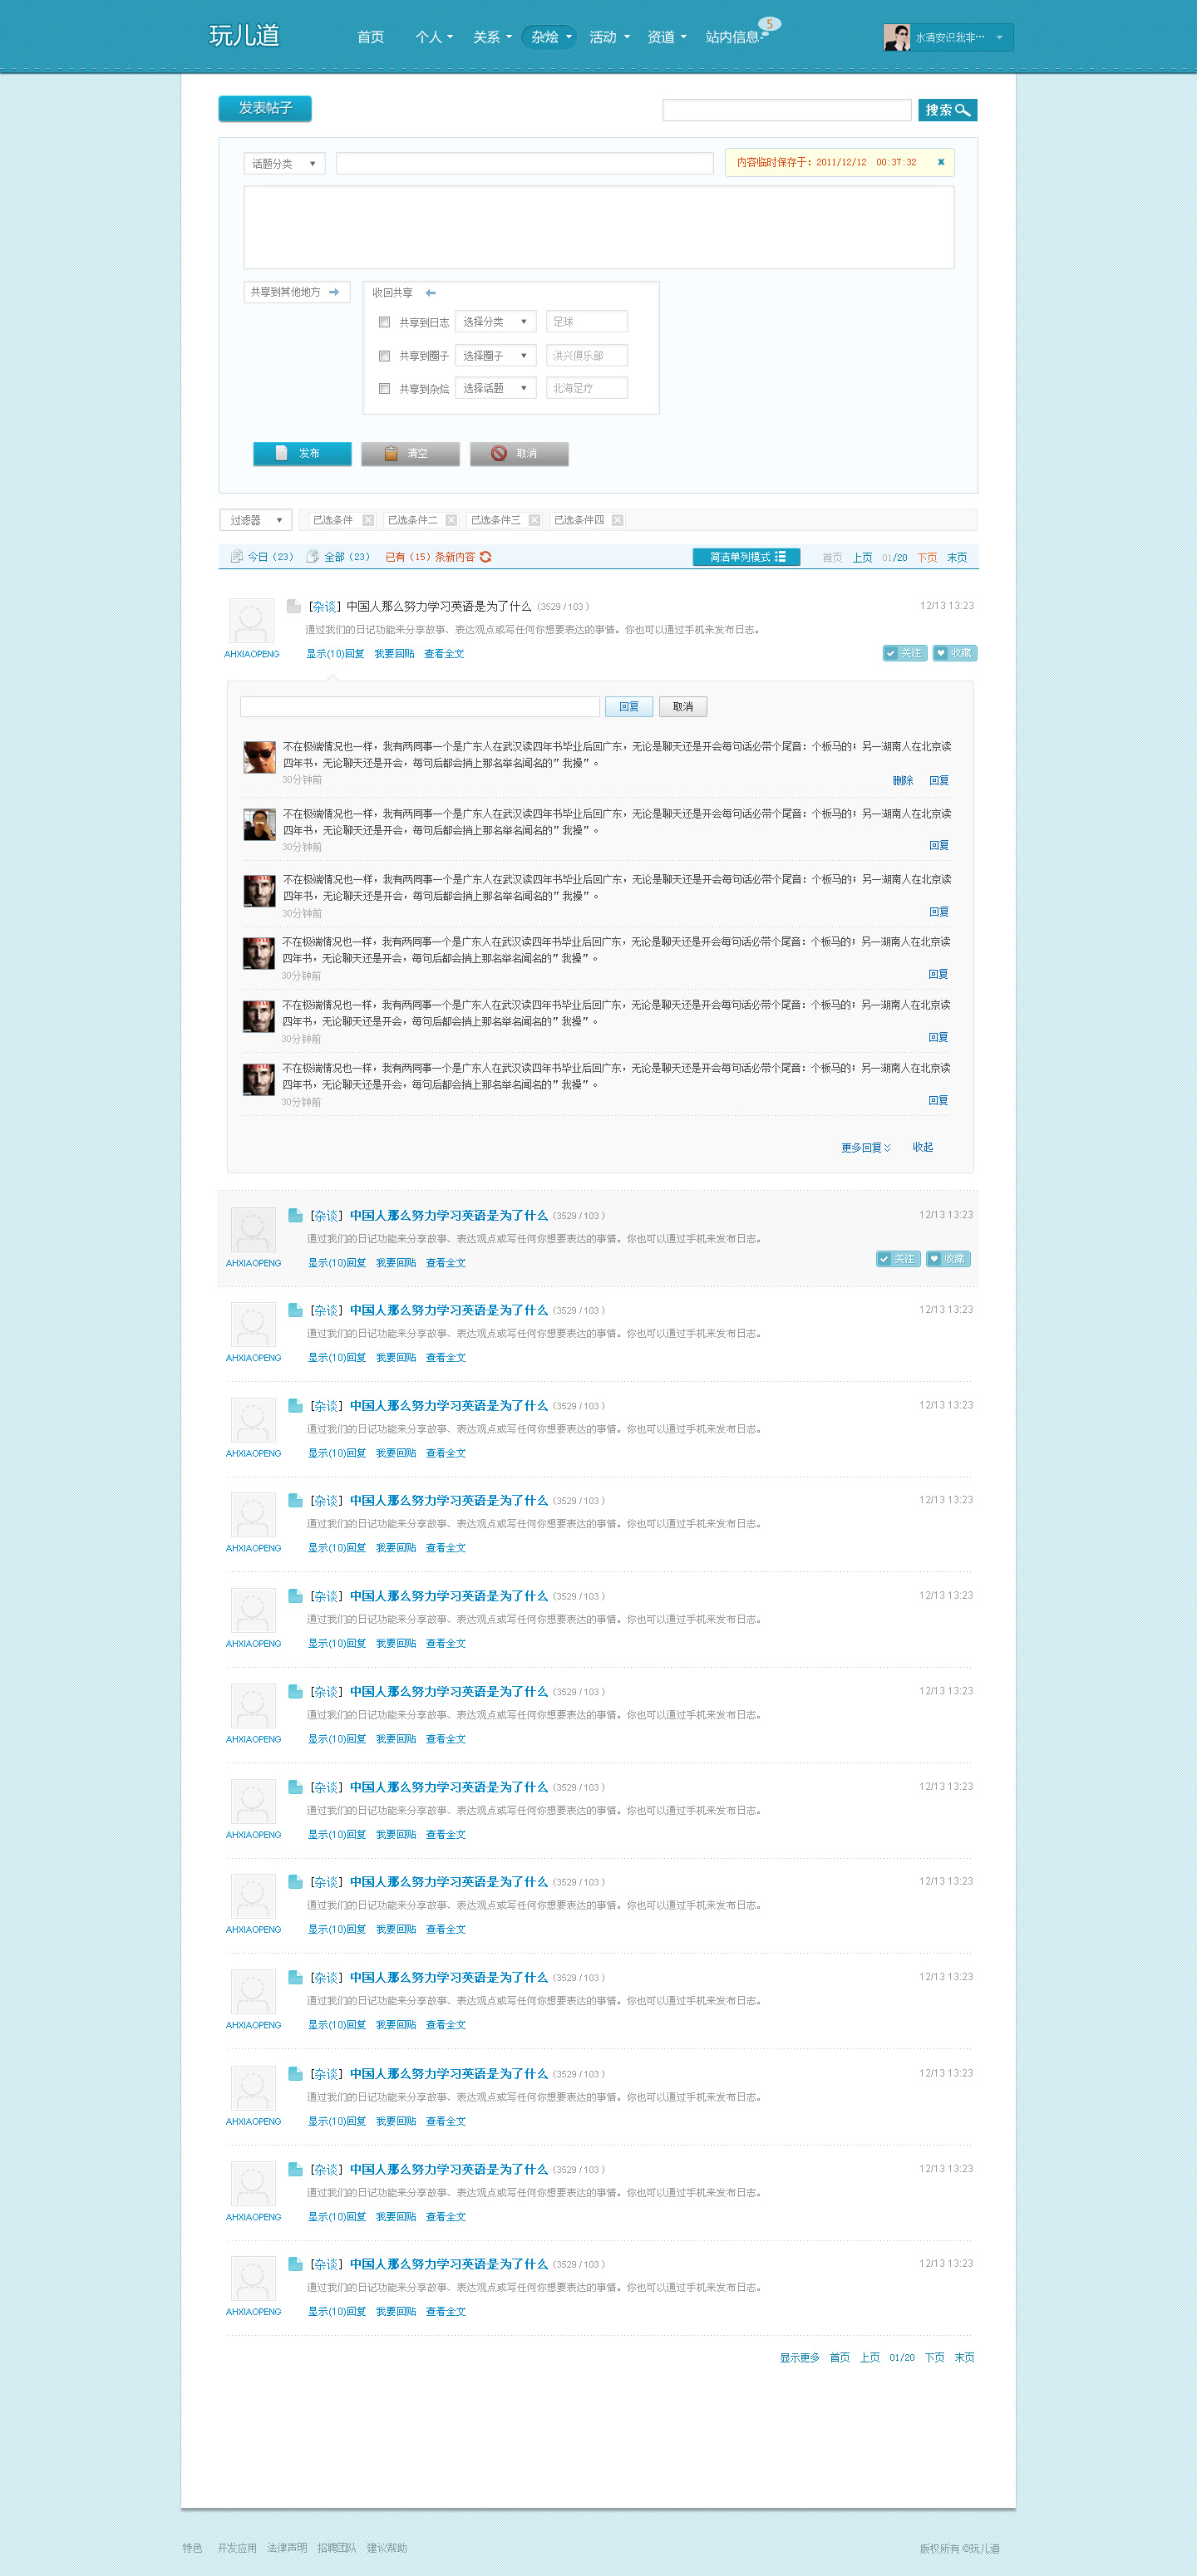 玩儿道 首页 个人 关系 杂烩 活动 资道 站内信息 5 水清安识我非…
发表帖子 搜索
话题分类 内容临时保存于：2011/12/12 00:37:32
共享到其他地方 收回共享
共享到日志 选择分类 足球
共享到圈子 选择圈子 洪兴俱乐部
共享到杂烩 选择话题 北海足疗
发布 清空 取消
过滤器 已选条件 已选条件二 已选条件三 已选条件四
今日（23） 全部（23） 已有（15）条新内容 简洁单列模式 首页 上页 01/20 下页 末页
[杂谈] 中国人那么努力学习英语是为了什么 （3529 / 103 ） 12/13 13:23
通过我们的日记功能来分享故事、表达观点或写任何你想要表达的事情。你也可以通过手机来发布日志。
AHXIAOPENG 显示(10)回复 我要回贴 查看全文 关注 收藏
回复 取消
不在极端情况也一样，我有两同事一个是广东人在武汉读四年书毕业后回广东，无论是聊天还是开会每句话必带个尾音：个板马的；另一湖南人在北京读
四年书，无论聊天还是开会，每句后都会捎上那名举名闻名的”我操”。
30分钟前 删除 回复
不在极端情况也一样，我有两同事一个是广东人在武汉读四年书毕业后回广东，无论是聊天还是开会每句话必带个尾音：个板马的；另一湖南人在北京读
四年书，无论聊天还是开会，每句后都会捎上那名举名闻名的”我操”。
30分钟前 回复
不在极端情况也一样，我有两同事一个是广东人在武汉读四年书毕业后回广东，无论是聊天还是开会每句话必带个尾音：个板马的；另一湖南人在北京读
四年书，无论聊天还是开会，每句后都会捎上那名举名闻名的”我操”。
30分钟前 回复
不在极端情况也一样，我有两同事一个是广东人在武汉读四年书毕业后回广东，无论是聊天还是开会每句话必带个尾音：个板马的；另一湖南人在北京读
四年书，无论聊天还是开会，每句后都会捎上那名举名闻名的”我操”。
30分钟前 回复
不在极端情况也一样，我有两同事一个是广东人在武汉读四年书毕业后回广东，无论是聊天还是开会每句话必带个尾音：个板马的；另一湖南人在北京读
四年书，无论聊天还是开会，每句后都会捎上那名举名闻名的”我操”。
30分钟前 回复
不在极端情况也一样，我有两同事一个是广东人在武汉读四年书毕业后回广东，无论是聊天还是开会每句话必带个尾音：个板马的；另一湖南人在北京读
四年书，无论聊天还是开会，每句后都会捎上那名举名闻名的”我操”。
30分钟前 回复
更多回复 收起
[杂谈] 中国人那么努力学习英语是为了什么 （3529 / 103 ） 12/13 13:23
通过我们的日记功能来分享故事、表达观点或写任何你想要表达的事情。你也可以通过手机来发布日志。
AHXIAOPENG 显示(10)回复 我要回贴 查看全文 关注 收藏
[杂谈] 中国人那么努力学习英语是为了什么 （3529 / 103 ） 12/13 13:23
通过我们的日记功能来分享故事、表达观点或写任何你想要表达的事情。你也可以通过手机来发布日志。
AHXIAOPENG 显示(10)回复 我要回贴 查看全文
[杂谈] 中国人那么努力学习英语是为了什么 （3529 / 103 ） 12/13 13:23
通过我们的日记功能来分享故事、表达观点或写任何你想要表达的事情。你也可以通过手机来发布日志。
AHXIAOPENG 显示(10)回复 我要回贴 查看全文
[杂谈] 中国人那么努力学习英语是为了什么 （3529 / 103 ） 12/13 13:23
通过我们的日记功能来分享故事、表达观点或写任何你想要表达的事情。你也可以通过手机来发布日志。
AHXIAOPENG 显示(10)回复 我要回贴 查看全文
[杂谈] 中国人那么努力学习英语是为了什么 （3529 / 103 ） 12/13 13:23
通过我们的日记功能来分享故事、表达观点或写任何你想要表达的事情。你也可以通过手机来发布日志。
AHXIAOPENG 显示(10)回复 我要回贴 查看全文
[杂谈] 中国人那么努力学习英语是为了什么 （3529 / 103 ） 12/13 13:23
通过我们的日记功能来分享故事、表达观点或写任何你想要表达的事情。你也可以通过手机来发布日志。
AHXIAOPENG 显示(10)回复 我要回贴 查看全文
[杂谈] 中国人那么努力学习英语是为了什么 （3529 / 103 ） 12/13 13:23
通过我们的日记功能来分享故事、表达观点或写任何你想要表达的事情。你也可以通过手机来发布日志。
AHXIAOPENG 显示(10)回复 我要回贴 查看全文
[杂谈] 中国人那么努力学习英语是为了什么 （3529 / 103 ） 12/13 13:23
通过我们的日记功能来分享故事、表达观点或写任何你想要表达的事情。你也可以通过手机来发布日志。
AHXIAOPENG 显示(10)回复 我要回贴 查看全文
[杂谈] 中国人那么努力学习英语是为了什么 （3529 / 103 ） 12/13 13:23
通过我们的日记功能来分享故事、表达观点或写任何你想要表达的事情。你也可以通过手机来发布日志。
AHXIAOPENG 显示(10)回复 我要回贴 查看全文
[杂谈] 中国人那么努力学习英语是为了什么 （3529 / 103 ） 12/13 13:23
通过我们的日记功能来分享故事、表达观点或写任何你想要表达的事情。你也可以通过手机来发布日志。
AHXIAOPENG 显示(10)回复 我要回贴 查看全文
[杂谈] 中国人那么努力学习英语是为了什么 （3529 / 103 ） 12/13 13:23
通过我们的日记功能来分享故事、表达观点或写任何你想要表达的事情。你也可以通过手机来发布日志。
AHXIAOPENG 显示(10)回复 我要回贴 查看全文
[杂谈] 中国人那么努力学习英语是为了什么 （3529 / 103 ） 12/13 13:23
通过我们的日记功能来分享故事、表达观点或写任何你想要表达的事情。你也可以通过手机来发布日志。
AHXIAOPENG 显示(10)回复 我要回贴 查看全文
显示更多 首页 上页 01/20 下页 末页
特色 开发应用 法律声明 招聘团队 建议帮助 版权所有 ©玩儿道